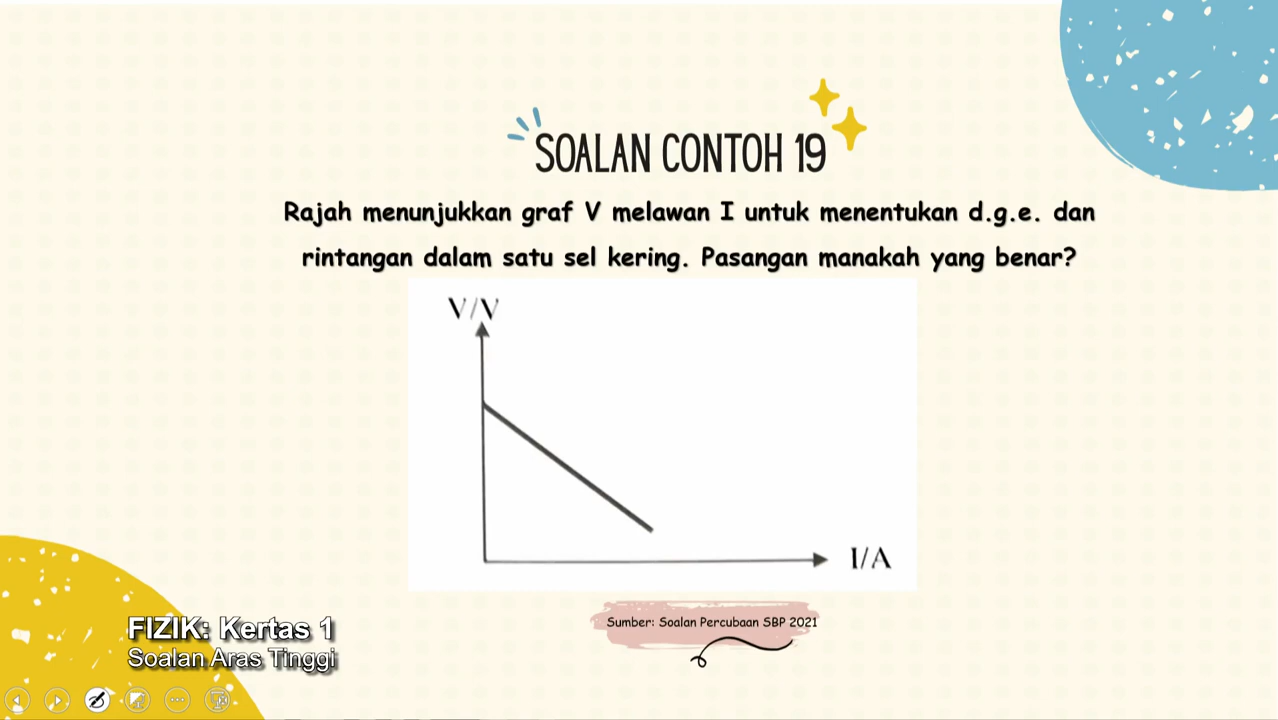 SOALAN CONTOH 19
Rajah menunjukkan graf V melawan I untuk menentukan d.g.e. dan
rintangan dalam satu sel kering. Pasangan manakah yang benar?
V/V
I/A
Sumber: Soalan Percubaan SBP 2021
FIZIK: Kertas 1
Soalan Aras Tinggi